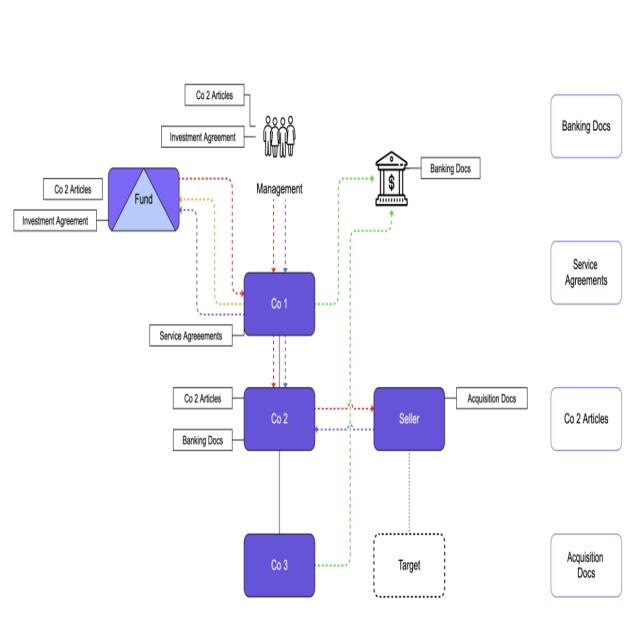 Co 2 Articles
Investment Agreement
Management
Banking Docs
$
Banking Docs
Co 2 Articles
Investment Agreement
Fund
Service
Agreements
Co 1
Service Agreeements
Co 2 Articles
Banking Docs
Co 2
Seller
Acquisition Docs
Co 2 Articles
Co 3
Target
Acquisition
Docs